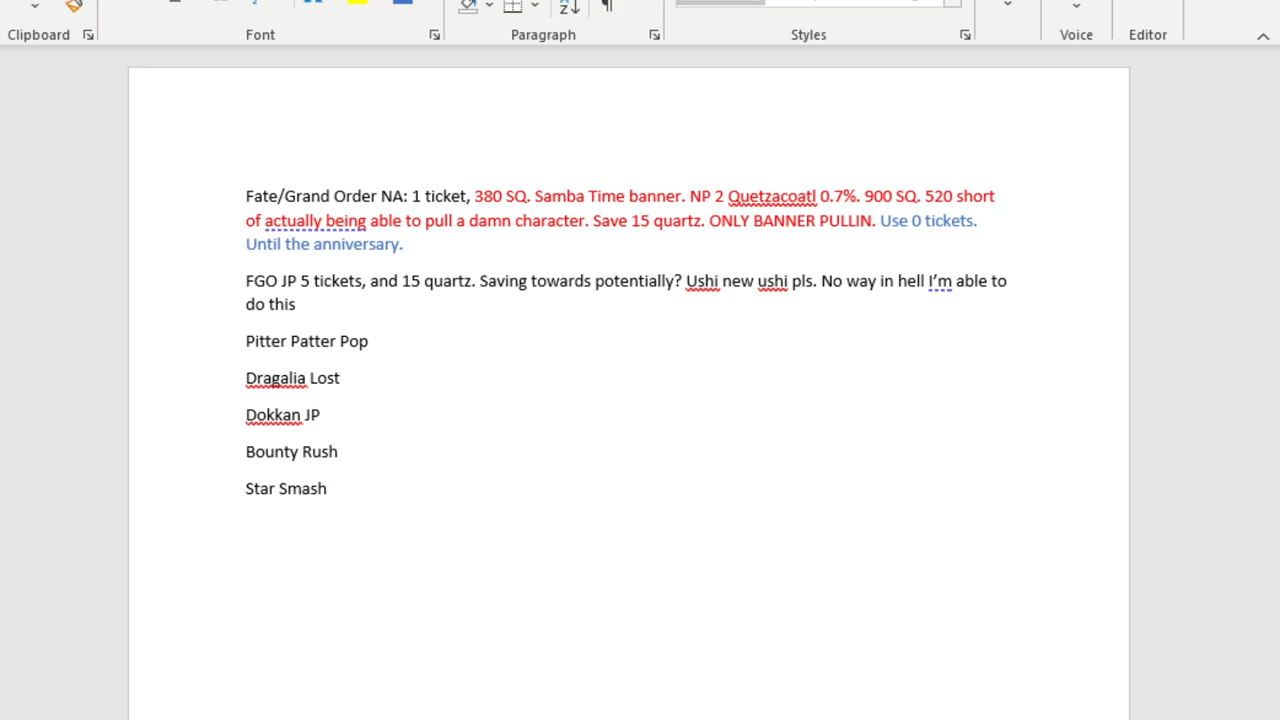 Clipboard
Font
Paragraph
Styles
Voice
Editor
Fate/Grand Order NA: 1 ticket, 380 SQ. Samba Time banner. NP 2 Quetzacoatl 0.7%. 900 SQ. 520 short
of actually being able to pull a damn character. Save 15 quartz. ONLY BANNER PULLIN. Use 0 tickets.
Until the anniversary.
FGO JP 5 tickets, and 15 quartz. Saving towards potentially? Ushi new ushi pls. No way in hell I’m able to
do this
Pitter Patter Pop
Dragalia Lost
Dokkan JP
Bounty Rush
Star Smash